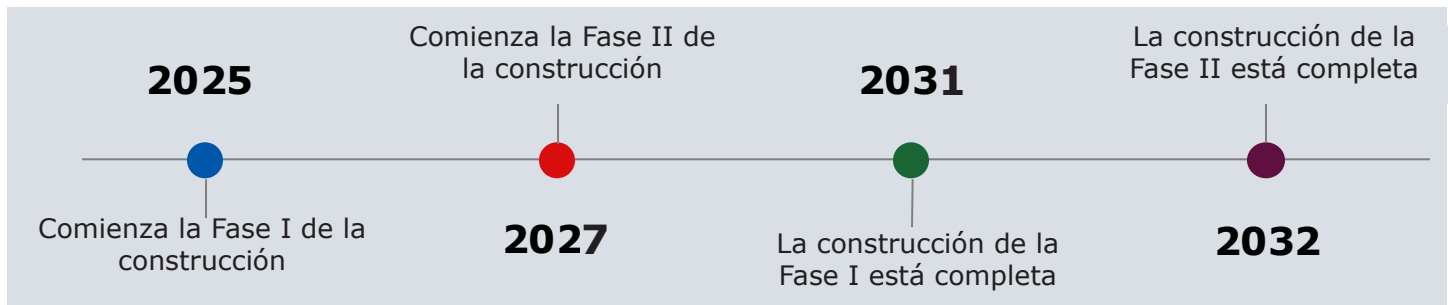 2025
Comienza la Fase I de la
construcción
Comienza la Fase II de
la construcción
2027
2031
La construcción de la
Fase I está completa
La construcción de la
Fase II está completa
2032